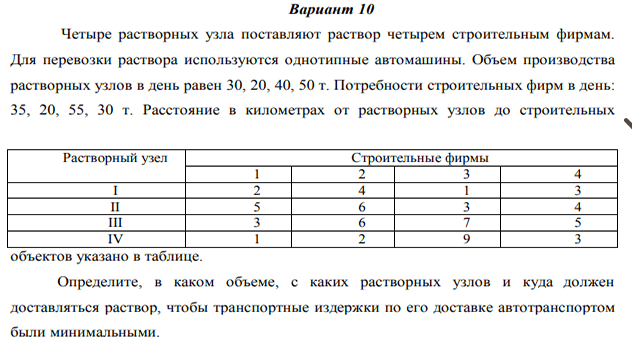 Вариант 10
Четыре растворных узла поставляют раствор четырем строительным фирмам.
Для перевозки раствора используются однотипные автомашины. Объем производства
растворных узлов в день равен 30, 20, 40, 50 т. Потребности строительных фирм в день:
35, 20, 55, 30 т. Расстояние в километрах от растворных узлов до строительных
Растворный узел Строительные фирмы
1 2 3 4
I 2 4 1 3
II 5 6 3 4
III 3 6 7 5
IV 1 2 9 3
объектов указано в таблице.
Определите, в каком объеме, с каких растворных узлов и куда должен
доставляться раствор, чтобы транспортные издержки по его доставке автотранспортом
были минимальными.